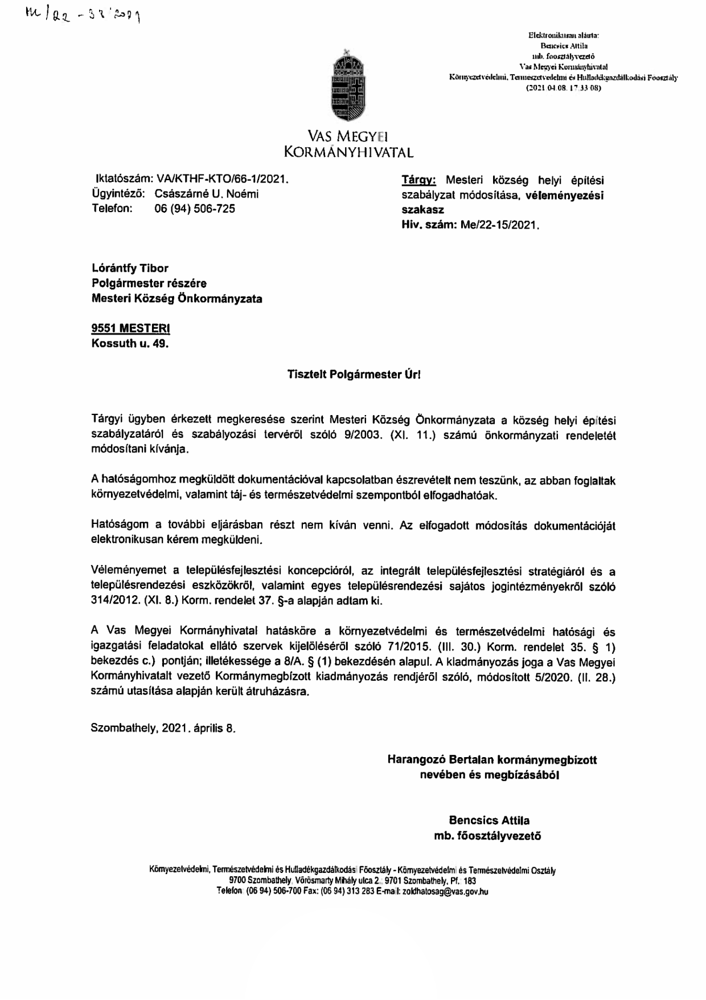 Elektronikusan aláírta:
Bencsics Attila
mb. főosztályvezető
Vas Megyei Kormányhivatal
Környezetvédelmi, Természetvédelmi és Hulladékgazdálkodási Főosztály
(2021.04.08. 17:33:08)
VAS MEGYEI
KORMÁNYHIVATAL
Iktatószám: VA/KTHF-KTO/66-1/2021.
Ügyintéző: Császárné U. Noémi
Telefon: 06 (94) 506-725
Tárgy: Mesteri község helyi építési
szabályzat módosítása, véleményezési
szakasz
Hiv. szám: Me/22-15/2021.
Lórántfy Tibor
Polgármester részére
Mesteri Község Önkormányzata
9551 MESTERI
Kossuth u. 49.
Tisztelt Polgármester Úr!
Tárgyi ügyben érkezett megkeresése szerint Mesteri Község Önkormányzata a község helyi építési
szabályzatáról és szabályozási tervéről szóló 9/2003. (XI. 11.) számú önkormányzati rendeletét
módosítani kívánja.
A hatóságomhoz megküldött dokumentációval kapcsolatban észrevételt nem teszünk, az abban foglaltak
környezetvédelmi, valamint táj- és természetvédelmi szempontból elfogadhatóak.
Hatóságom a további eljárásban részt nem kíván venni. Az elfogadott módosítás dokumentációját
elektronikusan kérem megküldeni.
Véleményemet a településfejlesztési koncepcióról, az integrált településfejlesztési stratégiáról és a
településrendezési eszközökről, valamint egyes településrendezési sajátos jogintézményekről szóló
314/2012. (XI. 8.) Korm. rendelet 37. §-a alapján adtam ki.
A Vas Megyei Kormányhivatal hatásköre a környezetvédelmi és természetvédelmi hatósági és
igazgatási feladatokat ellátó szervek kijelöléséről szóló 71/2015. (III. 30.) Korm. rendelet 35. § 1)
bekezdés c.) pontján; illetékessége a 8/A. § (1) bekezdésén alapul. A kiadmányozás joga a Vas Megyei
Kormányhivatalt vezető Kormánymegbízott kiadmányozás rendjéről szóló, módosított 5/2020. (II. 28.)
számú utasítása alapján került átruházásra.
Szombathely, 2021. április 8.
Harangozó Bertalan kormánymegbízott
nevében és megbízásából
Bencsics Attila
mb. főosztályvezető
Környezetvédelmi, Természetvédelmi és Hulladékgazdálkodási Főosztály - Környezetvédelmi és Természetvédelmi Osztály
9700 Szombathely, Vörösmarty Mihály utca 2., 9701 Szombathely, Pf.: 183
Telefon: (06 94) 506-700 Fax: (06 94) 313 283 E-mail: zoldhatosag@vas.gov.hu